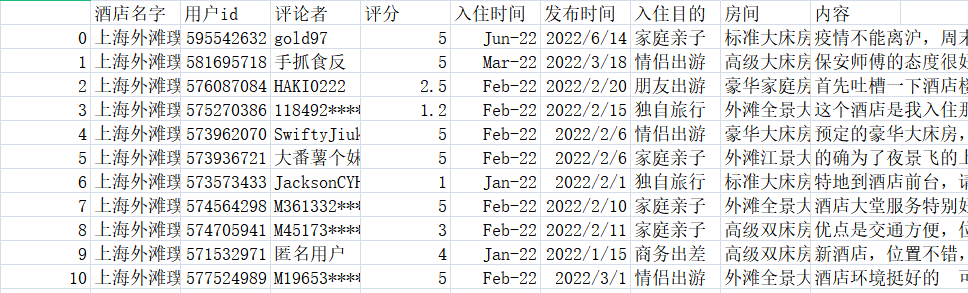 酒店名字 用户id 评论者 评分 入住时间 发布时间 入住目的 房间 内容
0 上海外滩璞 595542632 gold97 5 Jun-22 2022/6/14 家庭亲子 标准大床房 疫情不能离沪，周末
1 上海外滩璞 581695718 手抓食反 5 Mar-22 2022/3/18 情侣出游 高级大床房 保安师傅的态度很好
2 上海外滩璞 576087084 HAKI0222 2.5 Feb-22 2022/2/20 朋友出游 豪华家庭房 首先吐槽一下酒店楼
3 上海外滩璞 575270386 118492**** 1.2 Feb-22 2022/2/15 独自旅行 外滩全景大 这个酒店是我入住那
4 上海外滩璞 573962070 SwiftyJiuk 5 Feb-22 2022/2/6 情侣出游 豪华大床房 预定的豪华大床房，
5 上海外滩璞 573936721 大番薯个妹 5 Feb-22 2022/2/6 家庭亲子 外滩江景大 的确为了夜景飞的上
6 上海外滩璞 573573433 JacksonCYH 1 Jan-22 2022/2/1 独自旅行 标准大床房 特地到酒店前台，请
7 上海外滩璞 574564298 M361332*** 5 Feb-22 2022/2/10 家庭亲子 外滩全景大 酒店大堂服务特别好
8 上海外滩璞 574705941 M45173**** 3 Feb-22 2022/2/11 家庭亲子 高级双床房 优点是交通方便，位
9 上海外滩璞 571532971 匿名用户 4 Jan-22 2022/1/15 商务出差 高级双床房 新酒店，位置不错，
10 上海外滩璞 577524989 M19653**** 5 Feb-22 2022/3/1 情侣出游 外滩全景大 酒店环境挺好的 可